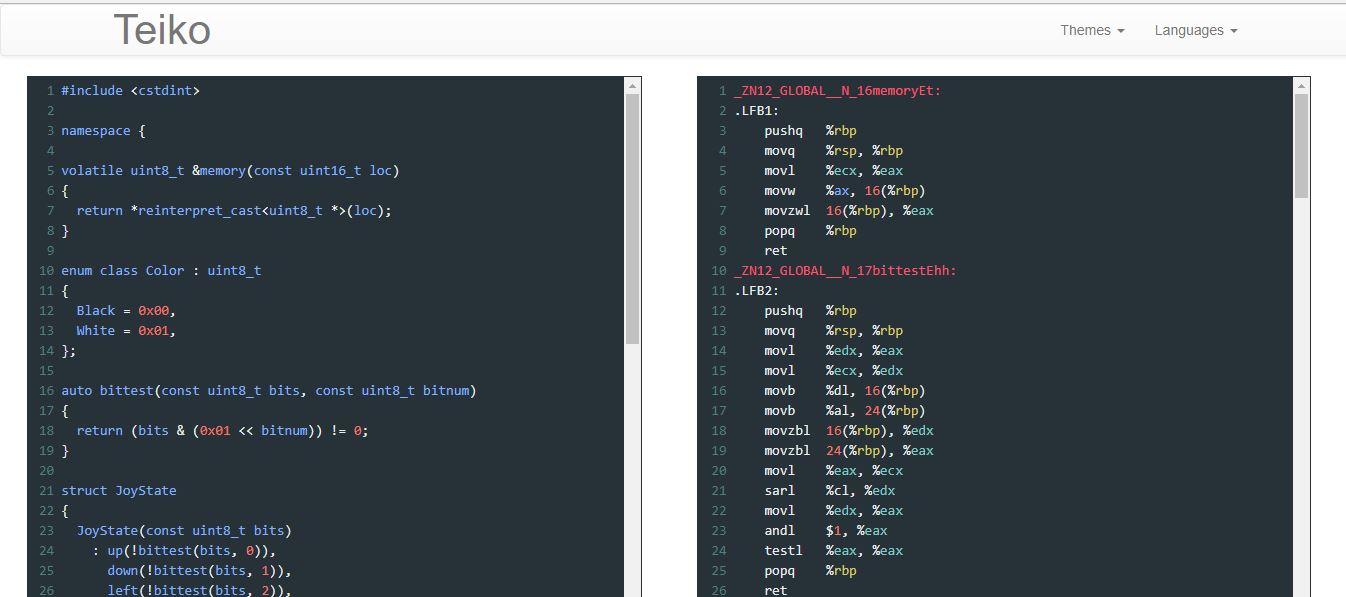 Teiko
Themes
Languages
1 #include <cstdint>
2
3 namespace {
4
5 volatile uint8_t &memory(const uint16_t loc)
6 {
7   return *reinterpret_cast<uint8_t *>(loc);
8 }
9
10 enum class Color : uint8_t
11 {
12   Black = 0x00,
13   White = 0x01,
14 };
15
16 auto bittest(const uint8_t bits, const uint8_t bitnum)
17 {
18   return (bits & (0x01 << bitnum)) != 0;
19 }
20
21 struct JoyState
22 {
23   JoyState(const uint8_t bits)
24     : up(!bittest(bits, 0)),
25       down(!bittest(bits, 1)),
26       left(!bittest(bits, 2)),
1 _ZN12_GLOBAL__N_16memoryEt:
2 .LFB1:
3     pushq   %rbp
4     movq    %rsp, %rbp
5     movl    %ecx, %eax
6     movw    %ax, 16(%rbp)
7     movzwl  16(%rbp), %eax
8     popq    %rbp
9     ret
10 _ZN12_GLOBAL__N_17bittestEhh:
11 .LFB2:
12     pushq   %rbp
13     movq    %rsp, %rbp
14     movl    %edx, %eax
15     movl    %ecx, %edx
16     movb    %dl, 16(%rbp)
17     movb    %al, 24(%rbp)
18     movzbl  16(%rbp), %edx
19     movzbl  24(%rbp), %eax
20     movl    %eax, %ecx
21     sarl    %cl, %edx
22     movl    %edx, %eax
23     andl    $1, %eax
24     testl   %eax, %eax
25     popq    %rbp
26     ret